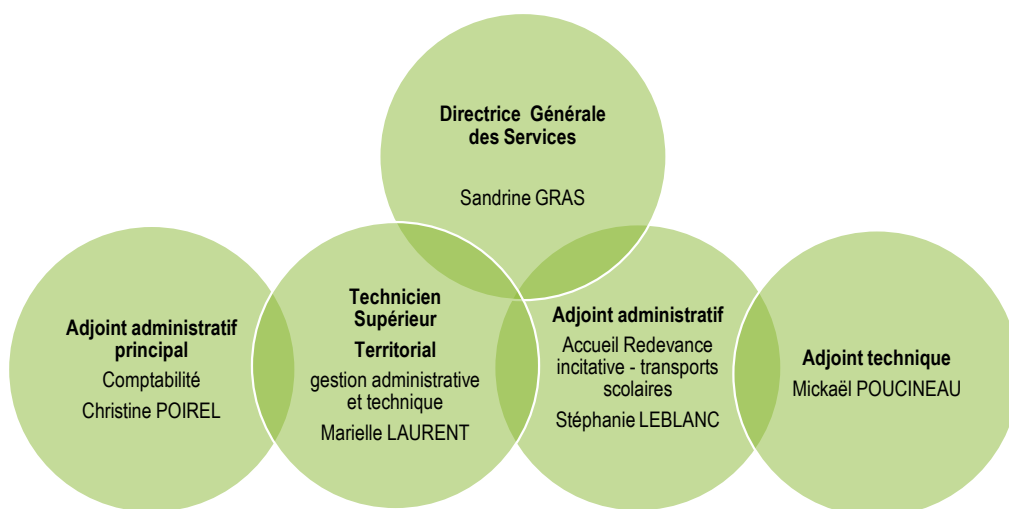 Directrice Générale
des Services
Sandrine GRAS
Adjoint administratif
principal
Comptabilité
Christine POIREL
Technicien
Supérieur
Territorial
gestion administrative
et technique
Marielle LAURENT
Adjoint administratif
Accueil Redevance
incitative - transports
scolaires
Stéphanie LEBLANC
Adjoint technique
Mickaël POUCINEAU